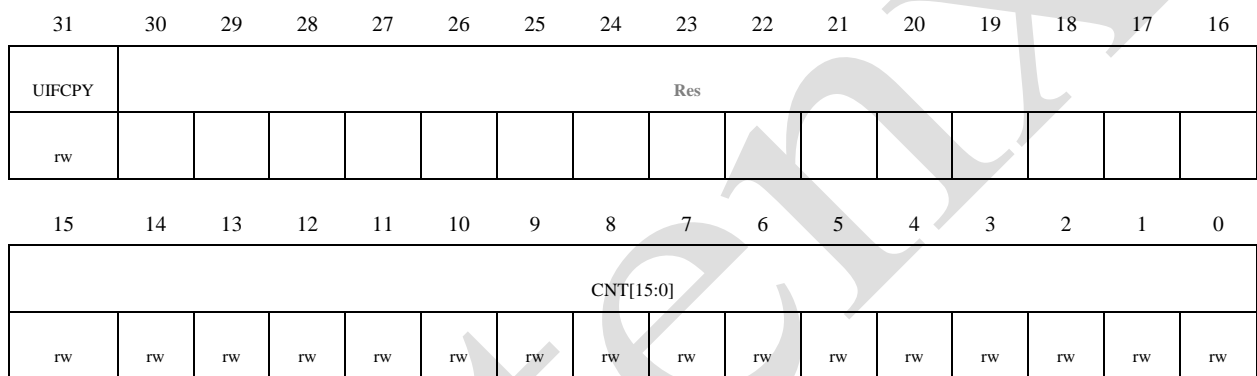 31 30 29 28 27 26 25 24 23 22 21 20 19 18 17 16
UIFCPY Res
rw
15 14 13 12 11 10 9 8 7 6 5 4 3 2 1 0
CNT[15:0]
rw rw rw rw rw rw rw rw rw rw rw rw rw rw rw rw